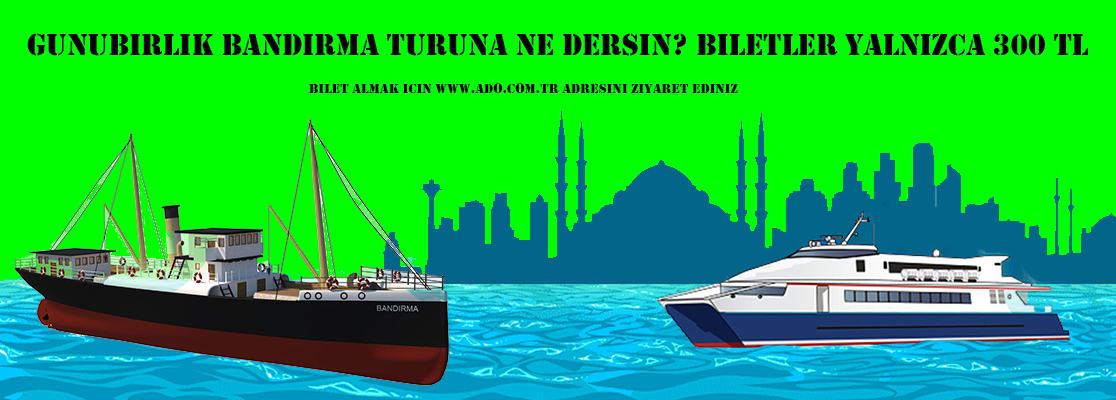 GUNUBIRLIK BANDIRMA TURUNA NE DERSIN? BILETLER YALNIZCA 300 TL
BILET ALMAK ICIN WWW.ADO.COM.TR ADRESINI ZIYARET EDINIZ
BANDIRMA